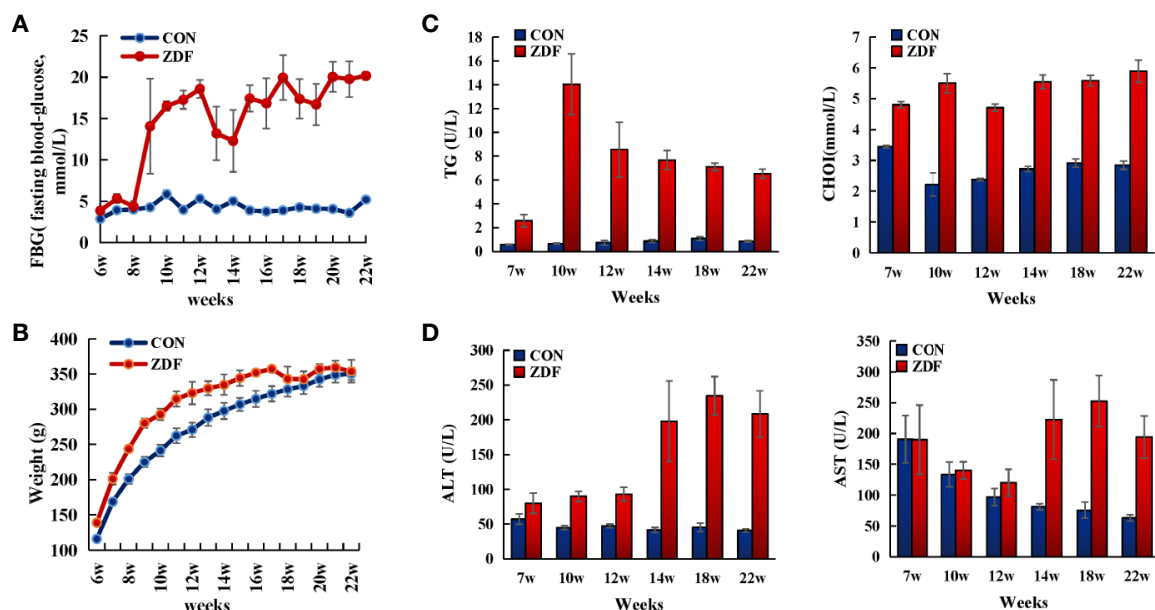 A
FBG( fasting blood-glucose,
mmol/L)
25
20
15
10
5
0
CON
ZDF
6w 8w 10w 12w 14w 16w 18w 20w 22w
weeks
C
TG (U/L)
18
16
14
12
10
8
6
4
2
0
CON
ZDF
7w 10w 12w 14w 18w 22w
Weeks
CHOI(mmol/L)
7
6
5
4
3
2
1
0
CON
ZDF
7w 10w 12w 14w 18w 22w
Weeks
B
Weight (g)
400
350
300
250
200
150
100
CON
ZDF
6w 8w 10w 12w 14w 16w 18w 20w 22w
weeks
D
ALT (U/L)
300
250
200
150
100
50
0
CON
ZDF
7w 10w 12w 14w 18w 22w
Weeks
AST (U/L)
350
300
250
200
150
100
50
0
CON
ZDF
7w 10w 12w 14w 18w 22w
Weeks